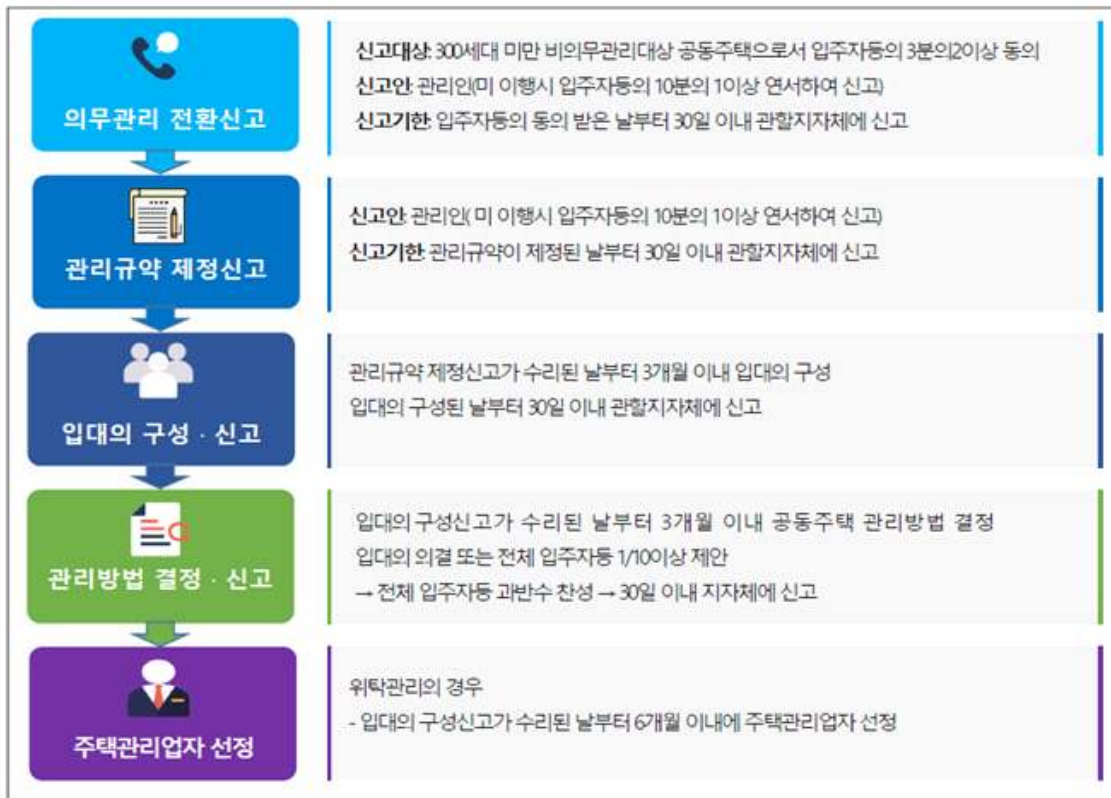 의무관리 전환신고
신고대상: 300세대 미만 비의무관리대상 공동주택으로서 입주자등의 3분의2이상 동의
신고인: 관리인(미 이행시 입주자등의 10분의 1이상 연서하여 신고)
신고기한: 입주자등의 동의 받은 날부터 30일 이내 관할지자체에 신고
관리규약 제정신고
신고인: 관리인( 미 이행시 입주자등의 10분의 1이상 연서하여 신고)
신고기한: 관리규약이 제정된 날부터 30일 이내 관할지자체에 신고
입대의 구성 · 신고
관리규약 제정신고가 수리된 날부터 3개월 이내 입대의 구성
입대의 구성된 날부터 30일 이내 관할지자체에 신고
관리방법 결정 · 신고
입대의 구성신고가 수리된 날부터 3개월 이내 공동주택 관리방법 결정
입대의 의결 또는 전체 입주자등 1/10이상 제안
→ 전체 입주자등 과반수 찬성 → 30일 이내 지자체에 신고
주택관리업자 선정
위탁관리의 경우
- 입대의 구성신고가 수리된 날부터 6개월 이내에 주택관리업자 선정